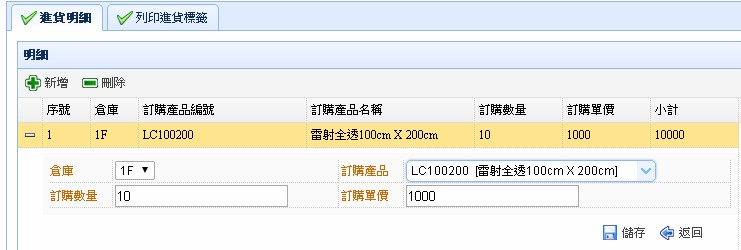 進貨明細 列印進貨標籤
明細
新增 刪除
序號 倉庫 訂購產品編號 訂購產品名稱 訂購數量 訂購單價 小計
1 1F LC100200 雷射全透100cm X 200cm 10 1000 10000
倉庫 1F 訂購產品 LC100200 [雷射全透100cm X 200cm]
訂購數量 10 訂購單價 1000
儲存 返回